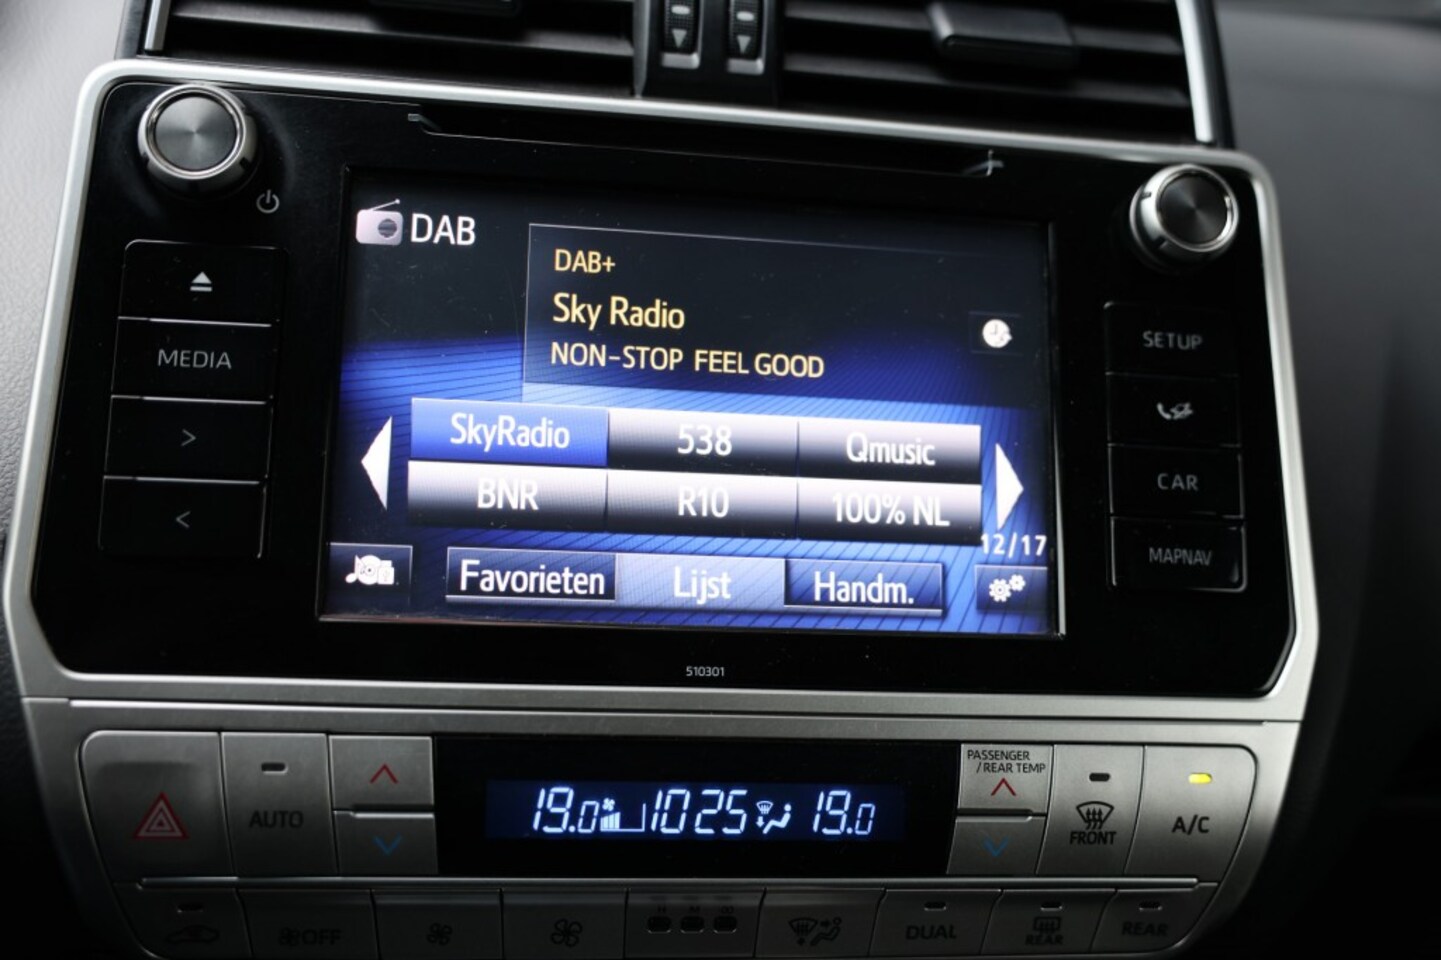 DAB
DAB+
Sky Radio
NON-STOP FEEL GOOD
SkyRadio 538 Qmusic
BNR R10 100% NL
12/17
Favorieten Lijst Handm.
MEDIA
>
<
SETUP
CAR
MAPNAV
510301
AUTO
19.0 1025 19.0
PASSENGER
/REAR TEMP
FRONT
A/C
OFF
DUAL
REAR
REAR